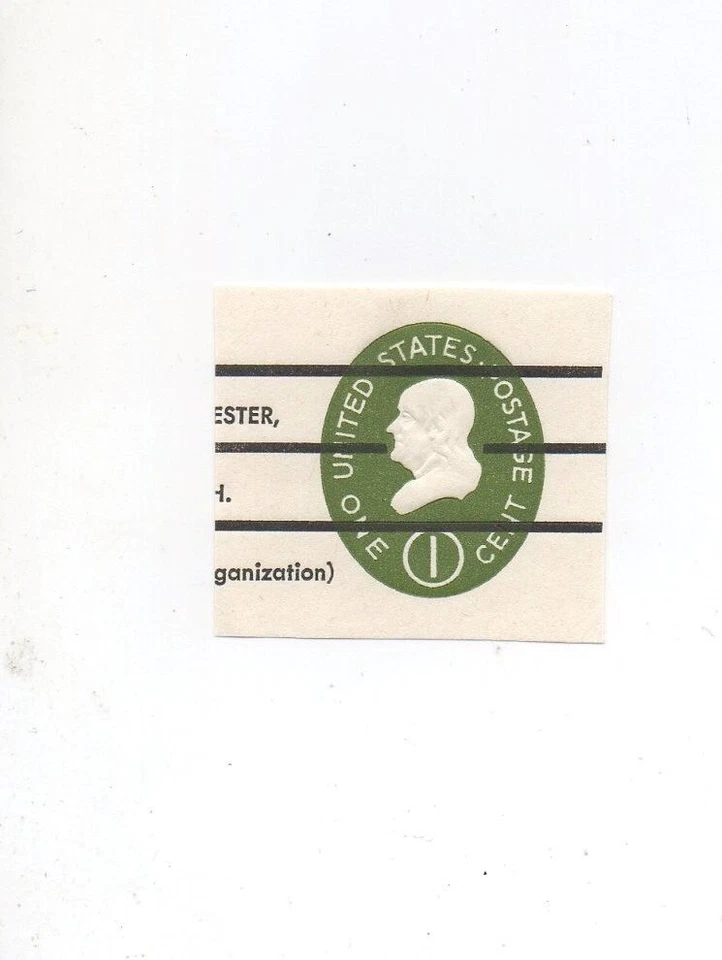 UNITED STATES POSTAGE
ESTER,
H.
ganization)
ONE 1 CENT